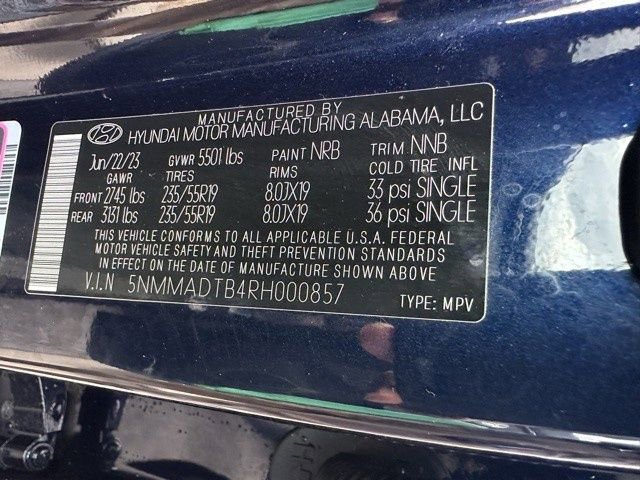 MANUFACTURED BY
HYUNDAI MOTOR MANUFACTURING ALABAMA, LLC
Jun/22/23 GVWR 5501 lbs PAINT NRB TRIM NNB
GAWR TIRES RIMS COLD TIRE INFL
FRONT 2745 lbs 235/55R19 8.0JX19 33 psi SINGLE
REAR 3131 lbs 235/55R19 8.0JX19 36 psi SINGLE
THIS VEHICLE CONFORMS TO ALL APPLICABLE U.S.A. FEDERAL
MOTOR VEHICLE SAFETY AND THEFT PREVENTION STANDARDS
IN EFFECT ON THE DATE OF MANUFACTURE SHOWN ABOVE.
V.I.N 5NMMADTB4RH000857 TYPE: MPV